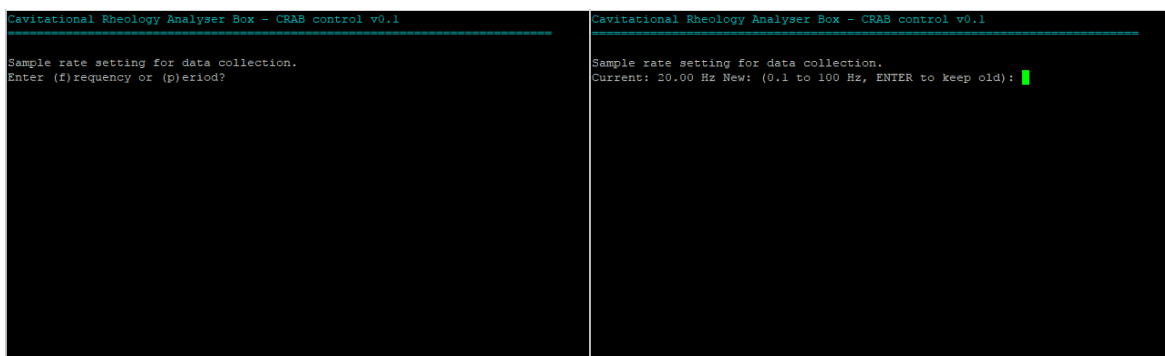 Cavitational Rheology Analyser Box - CRAB control v0.1
Sample rate setting for data collection.
Enter (f)requency or (p)eriod?
Cavitational Rheology Analyser Box - CRAB control v0.1
Sample rate setting for data collection.
Current: 20.00 Hz New: (0.1 to 100 Hz, ENTER to keep old):